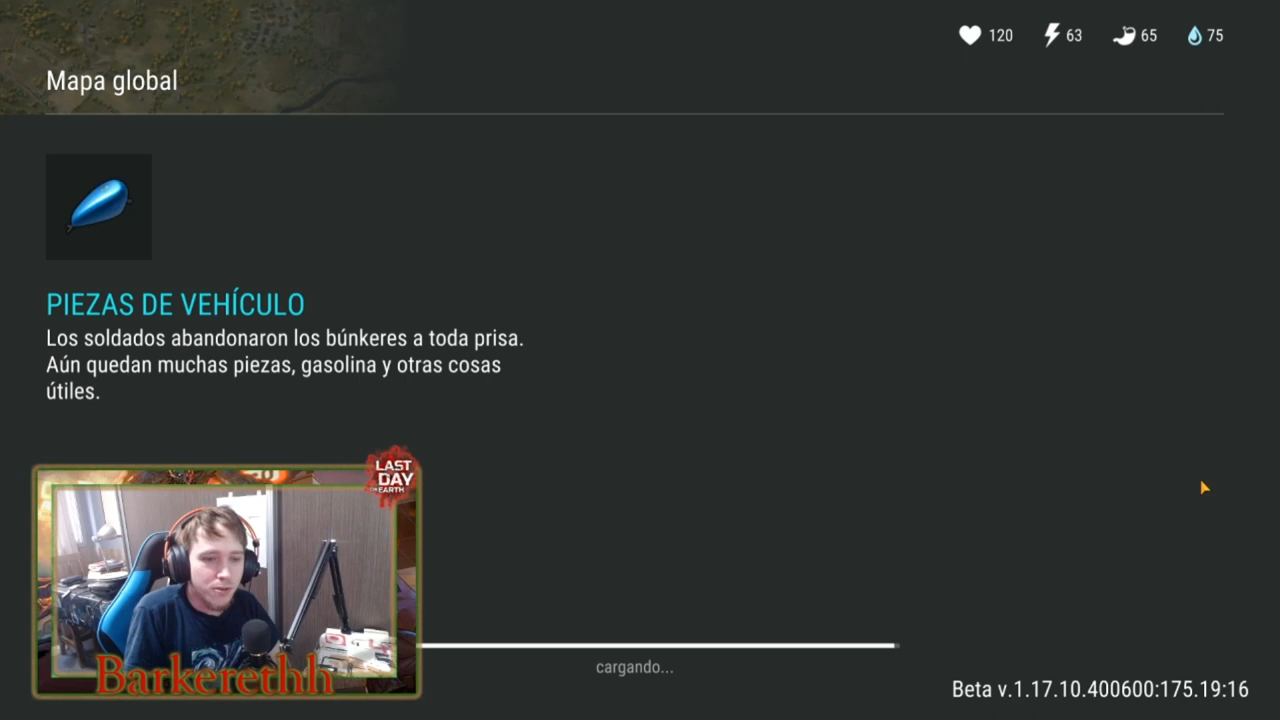 120
63
65
75
Mapa global
PIEZAS DE VEHÍCULO
Los soldados abandonaron los búnkeres a toda prisa.
Aún quedan muchas piezas, gasolina y otras cosas
útiles.
LAST
DAY
ON EARTH
Barkerethh
cargando...
Beta v.1.17.10.400600:175.19:16